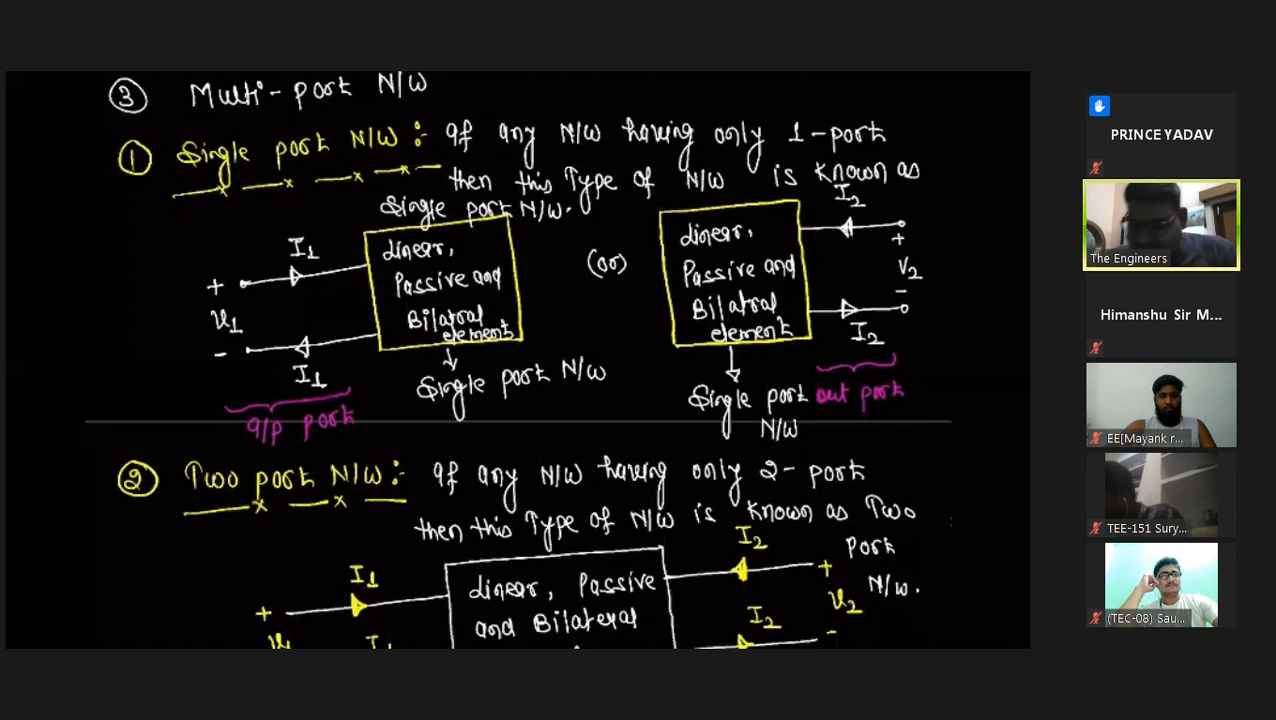 ③ Multi-port N/W
① Single port N/W:- If any N/W having only 1-port
then this Type of N/W is known as
Single port N/W.
I1
Linear,
Passive and
Bilatral
element
+
V1
-
I1
I/p port
Single port N/W
(or)
Linear,
Passive and
Bilatral
element
I2
+
V2
-
I2
out port
Single port
N/W
② Two port N/W:- If any N/W having only 2-port
then this Type of N/W is known as Two
port
N/W.
I1
+
Linear, Passive
and Bilateral
I2
+
V2
I2
-
PRINCE YADAV
The Engineers
Himanshu Sir M...
EE[Mayank r...
TEE-151 Sury...
(TEC-08) Sau...